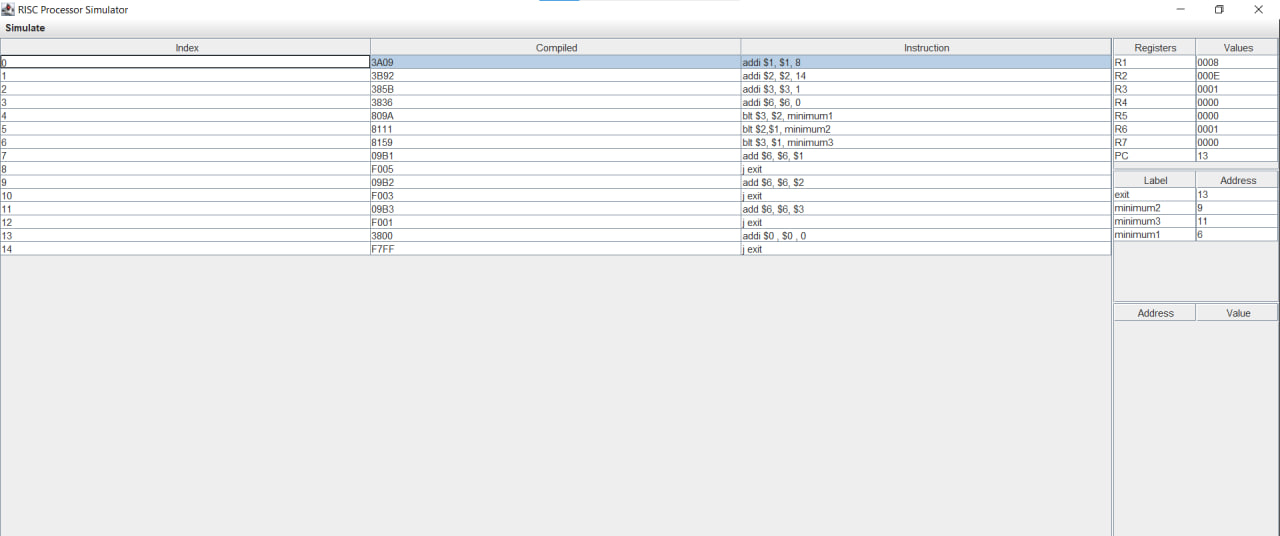 RISC Processor Simulator
Simulate
Index Compiled Instruction Registers Values
0 3A09 addi $1, $1, 8 R1 0008
1 3B92 addi $2, $2, 14 R2 000E
2 385B addi $3, $3, 1 R3 0001
3 3836 addi $6, $6, 0 R4 0000
4 809A blt $3, $2, minimum1 R5 0000
5 8111 blt $2,$1, minimum2 R6 0001
6 8159 blt $3, $1, minimum3 R7 0000
7 09B1 add $6, $6, $1 PC 13
8 F005 j exit
9 09B2 add $6, $6, $2 Label Address
10 F003 j exit exit 13
11 09B3 add $6, $6, $3 minimum2 9
12 F001 j exit minimum3 11
13 3800 addi $0 , $0 , 0 minimum1 6
14 F7FF j exit
Address Value